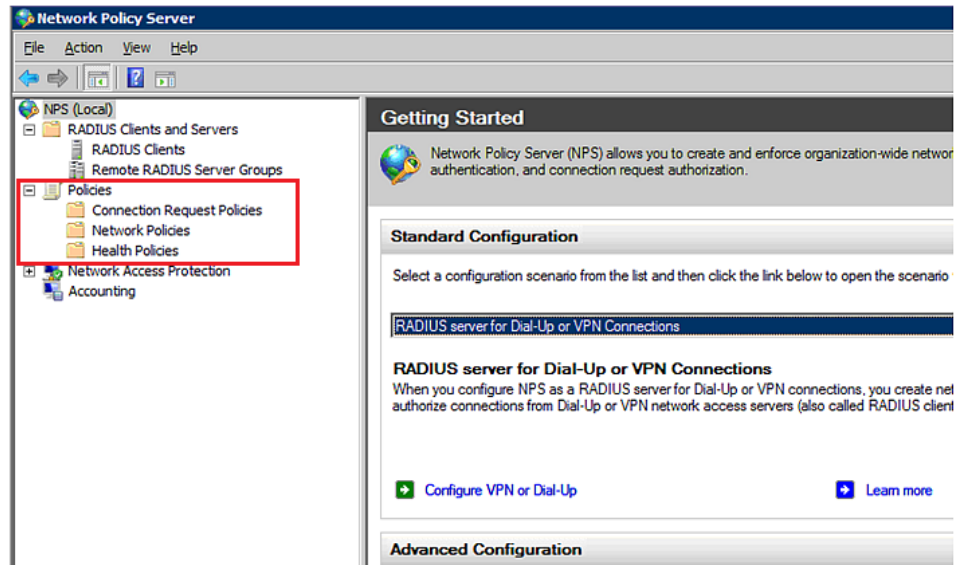 Network Policy Server
File Action View Help
NPS (Local)
RADIUS Clients and Servers
RADIUS Clients
Remote RADIUS Server Groups
Policies
Connection Request Policies
Network Policies
Health Policies
Network Access Protection
Accounting
Getting Started
Network Policy Server (NPS) allows you to create and enforce organization-wide networ
authentication, and connection request authorization.
Standard Configuration
Select a configuration scenario from the list and then click the link below to open the scenario
RADIUS server for Dial-Up or VPN Connections
RADIUS server for Dial-Up or VPN Connections
When you configure NPS as a RADIUS server for Dial-Up or VPN connections, you create net
authorize connections from Dial-Up or VPN network access servers (also called RADIUS client
Configure VPN or Dial-Up
Learn more
Advanced Configuration